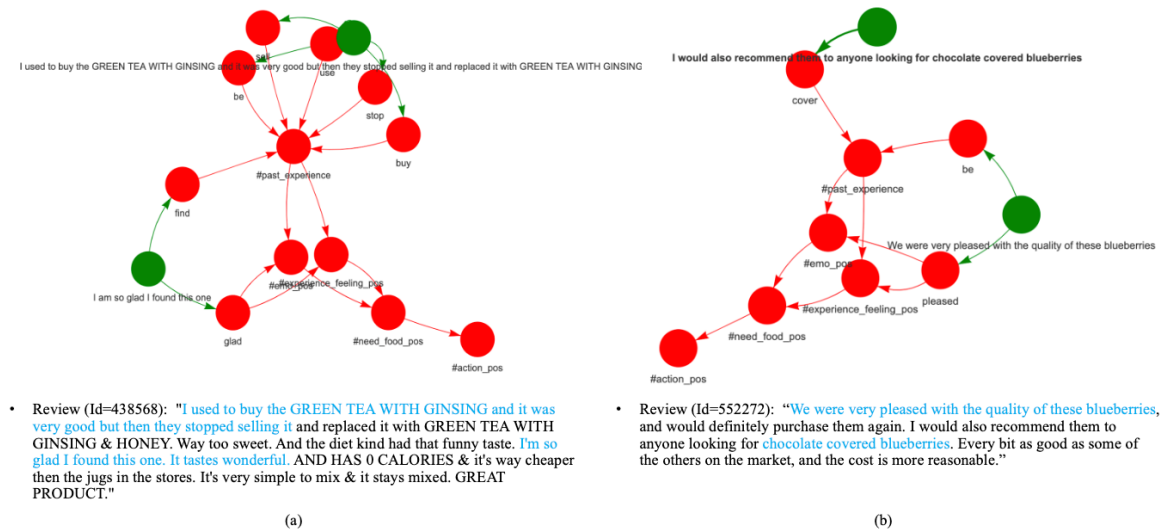 sell
use
I used to buy the GREEN TEA WITH GINSING and it was very good but then they stopped selling it and replaced it with GREEN TEA WITH GINSING
be
stop
buy
#past_experience
find
I am so glad I found this one
#emo_pos
#experience_feeling_pos
glad
#need_food_pos
#action_pos
• Review (Id=438568): "I used to buy the GREEN TEA WITH GINSING and it was
very good but then they stopped selling it and replaced it with GREEN TEA WITH
GINSING & HONEY. Way too sweet. And the diet kind had that funny taste. I'm so
glad I found this one. It tastes wonderful. AND HAS 0 CALORIES & it's way cheaper
then the jugs in the stores. It's very simple to mix & it stays mixed. GREAT
PRODUCT."
(a)
I would also recommend them to anyone looking for chocolate covered blueberries
cover
be
#past_experience
We were very pleased with the quality of these blueberries
#emo_pos
pleased
#experience_feeling_pos
#need_food_pos
#action_pos
• Review (Id=552272): “We were very pleased with the quality of these blueberries,
and would definitely purchase them again. I would also recommend them to
anyone looking for chocolate covered blueberries. Every bit as good as some of
the others on the market, and the cost is more reasonable.”
(b)